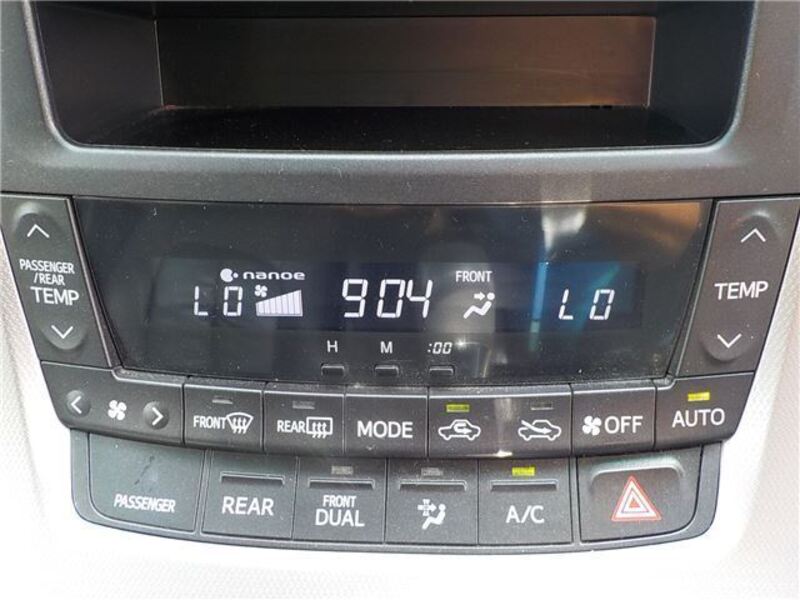 PASSENGER
/REAR
TEMP
nanoe
LO
904
FRONT
LO
TEMP
H M :00
FRONT
REAR
MODE
OFF
AUTO
PASSENGER
REAR
FRONT
DUAL
A/C